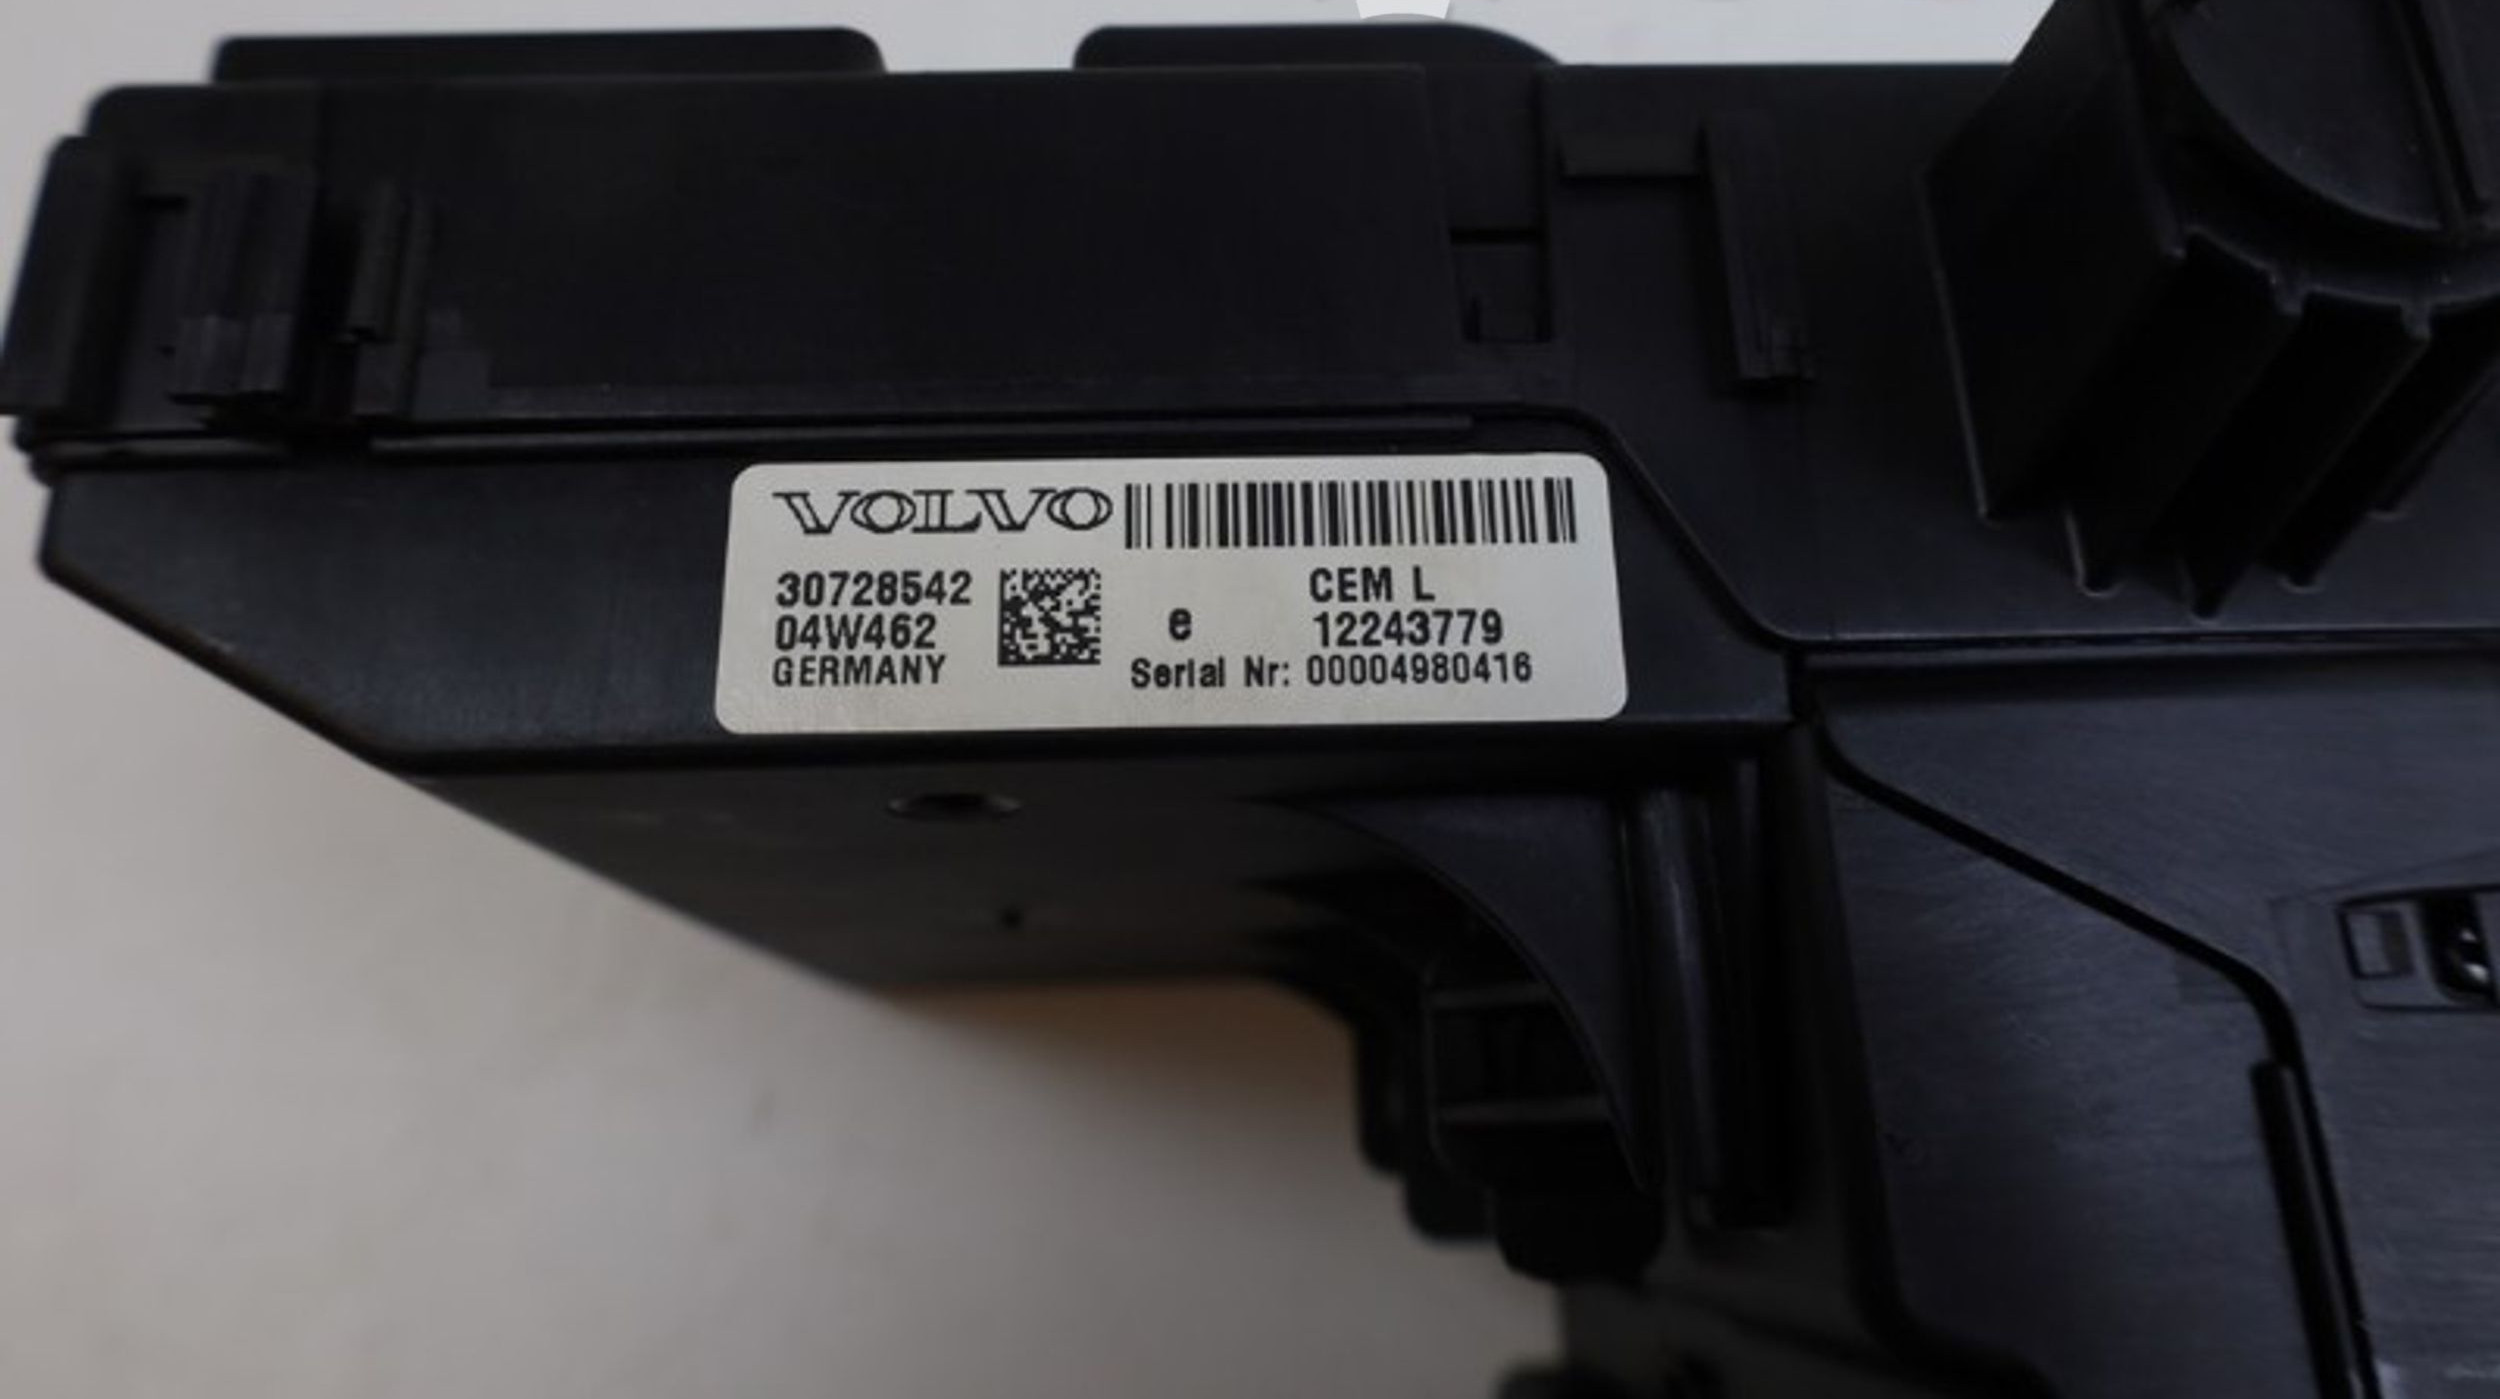 VOLVO
30728542
04W462
GERMANY
e
CEM L
12243779
Serial Nr: 00004980416